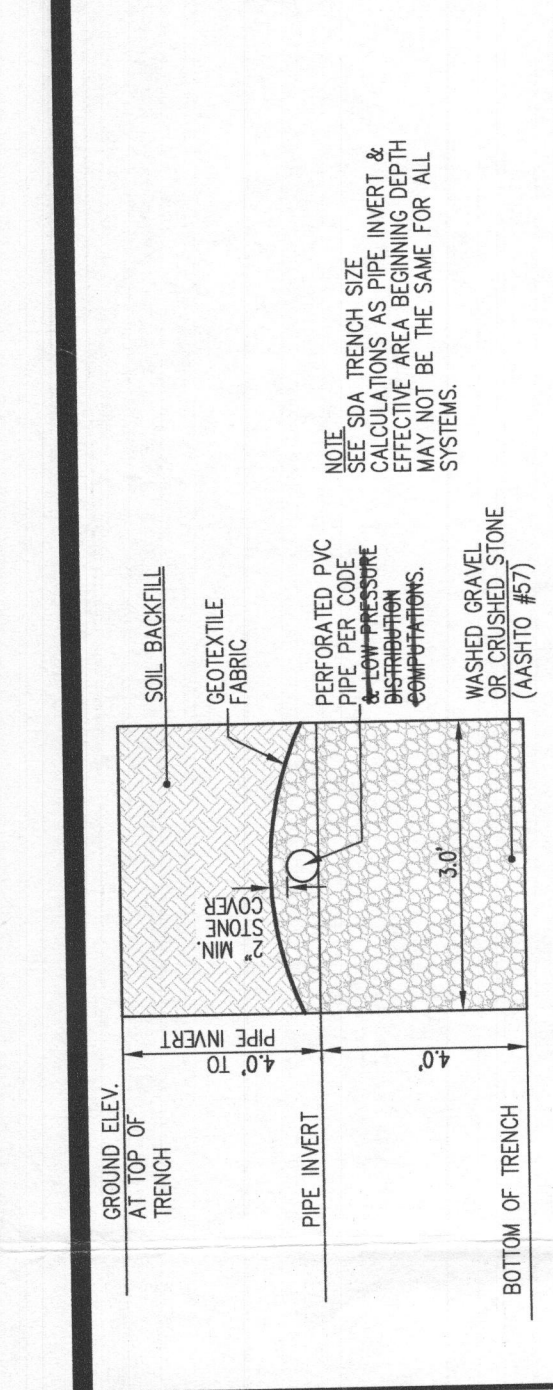 GROUND ELEV.
AT TOP OF
TRENCH
PIPE INVERT
BOTTOM OF TRENCH
4.0' TO
PIPE INVERT
4.0'
2" MIN.
STONE
COVER
3.0'
SOIL BACKFILL
GEOTEXTILE
FABRIC
PERFORATED PVC
PIPE PER CODE
& LOW PRESSURE
DISTRIBUTION
COMPUTATIONS.
WASHED GRAVEL
OR CRUSHED STONE
(AASHTO #57)
NOTE
SEE SDA TRENCH SIZE
CALCULATIONS AS PIPE INVERT &
EFFECTIVE AREA BEGINNING DEPTH
MAY NOT BE THE SAME FOR ALL
SYSTEMS.